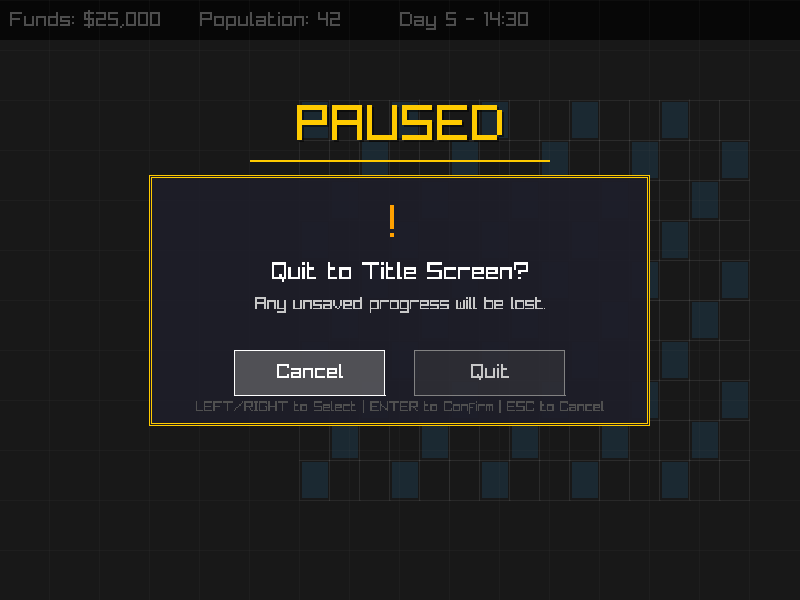 Funds: $25,000 Population: 42 Day 5 - 14:30
PAUSED
!
Quit to Title Screen?
Any unsaved progress will be lost.
Cancel Quit
LEFT/RIGHT to Select | ENTER to Confirm | ESC to Cancel